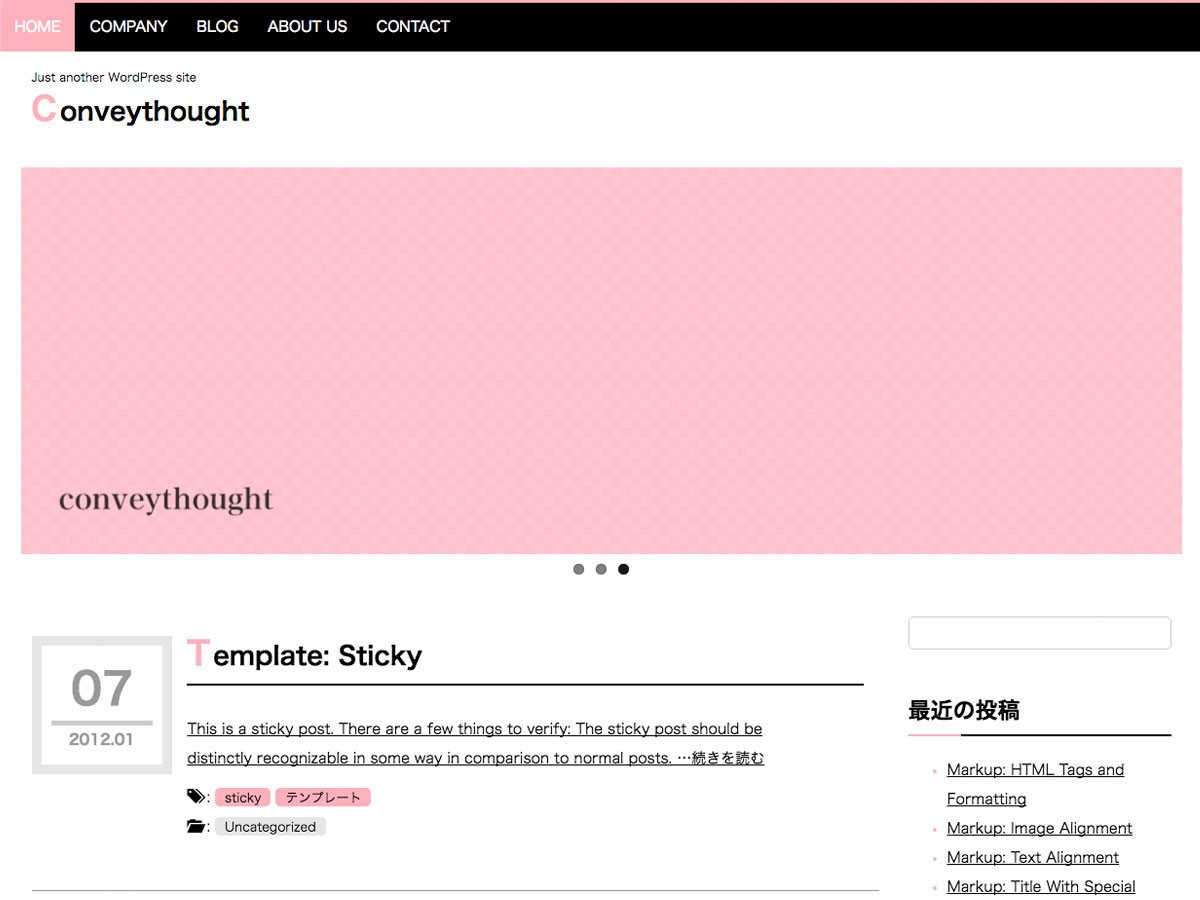 HOME COMPANY BLOG ABOUT US CONTACT
Just another WordPress site
Conveythought
conveythought
07
2012.01
Template: Sticky
This is a sticky post. There are a few things to verify: The sticky post should be
distinctly recognizable in some way in comparison to normal posts. …続きを読む
: sticky テンプレート
: Uncategorized
最近の投稿
Markup: HTML Tags and
Formatting
Markup: Image Alignment
Markup: Text Alignment
Markup: Title With Special